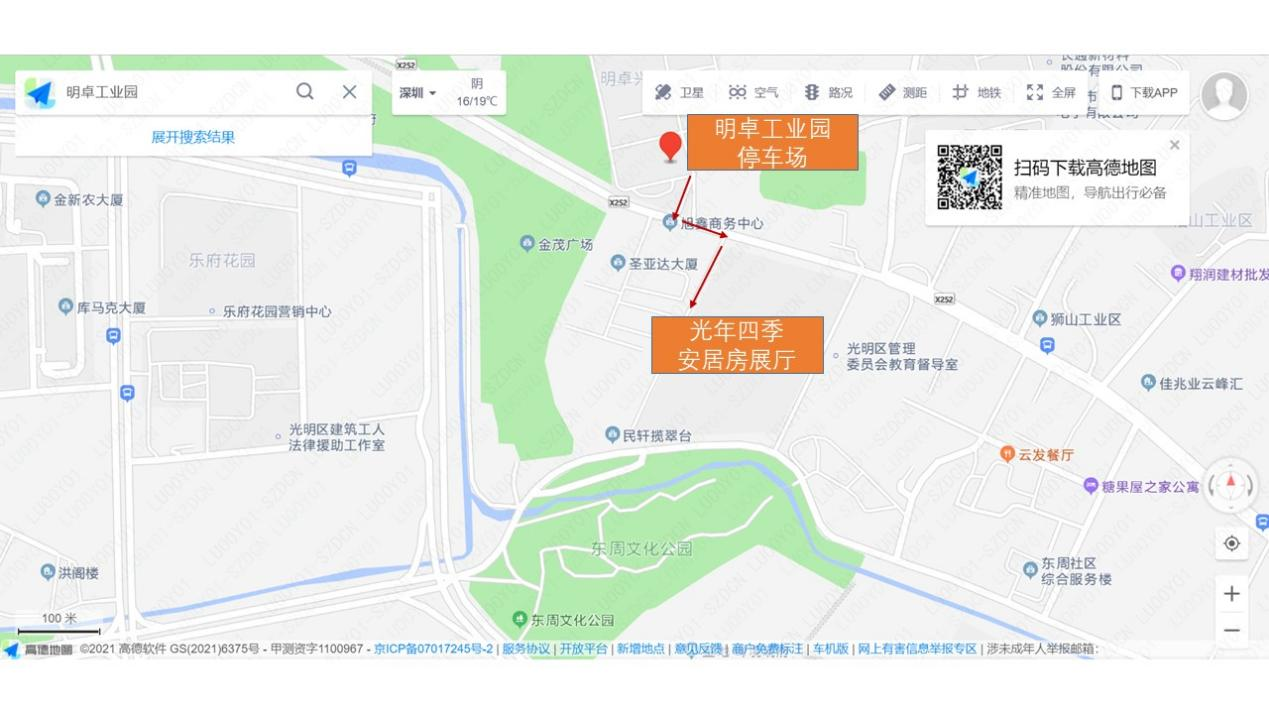 X252
明卓工业园
展开搜索结果
深圳
阴
16/19℃
明卓
卫星
空气
路况
测距
地铁
全屏
下载APP
明卓工业园
停车场
扫码下载高德地图
精准地图，导航出行必备
山工业区
金新农大厦
X252
旭鑫商务中心
金茂广场
圣亚达大厦
乐府花园
翔润建材批发
库马克大厦
乐府花园营销中心
X252
狮山工业区
光年四季
安居房展厅
光明区管理
委员会教育督导室
佳兆业云峰汇
光明区建筑工人
法律援助工作室
民轩揽翠台
云发餐厅
糖果屋之家公寓
东周文化公园
洪阁楼
东周社区
综合服务楼
东周文化公园
100 米
高德地图 ©2021 高德软件 GS(2021)6375号 - 甲测资字1100967 - 京ICP备07017245号-2 | 服务协议 | 开放平台 | 新增地点 | 意见反馈 | 商户免费标注 | 车机版 | 网上有害信息举报专区 | 涉未成年人举报邮箱：